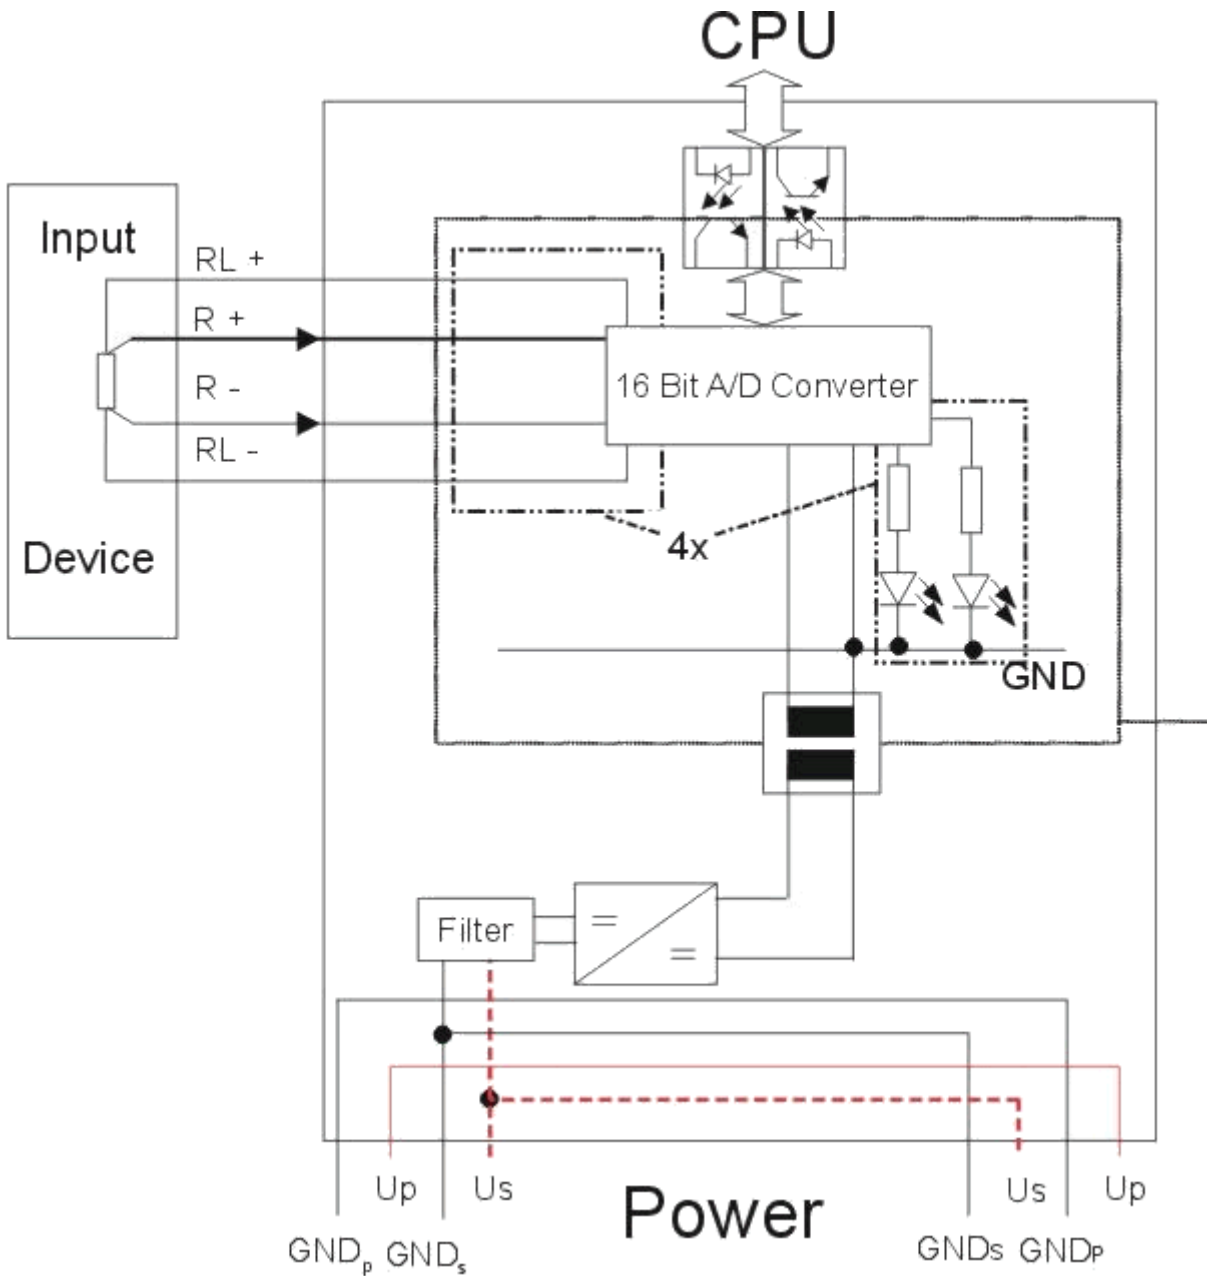 CPU
Input
Device
RL +
R +
R -
RL -
16 Bit A/D Converter
4x
GND
Filter
Up
Us
Power
Us
Up
GNDp
GNDs
GNDs
GNDP